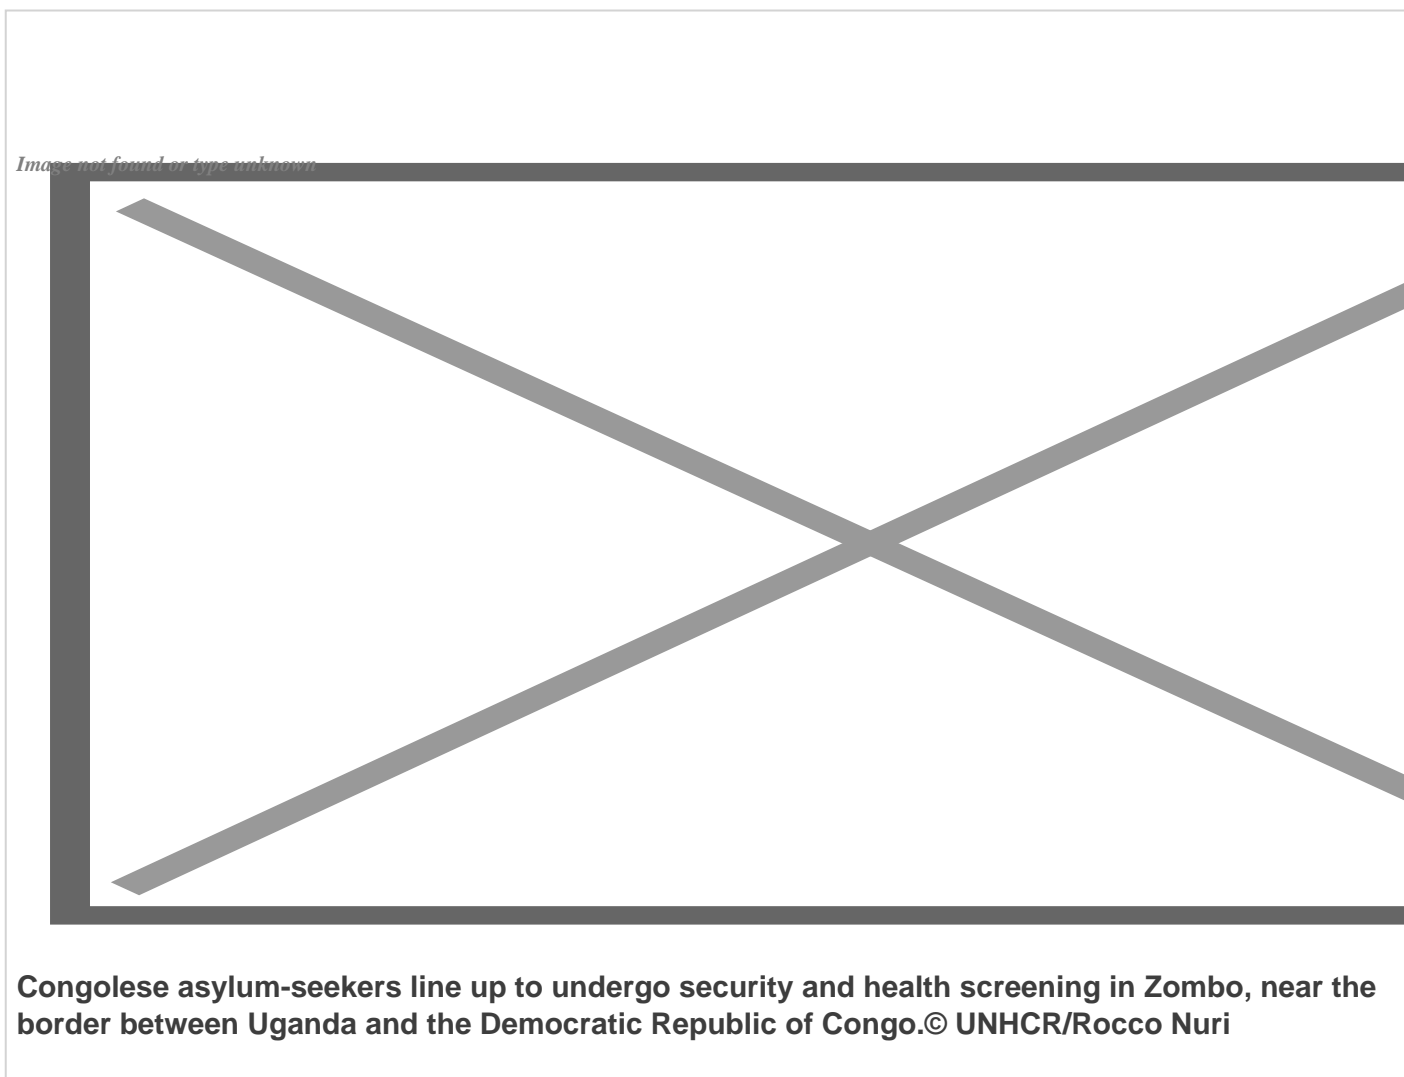 Image not found or type unknown
Congolese asylum-seekers line up to undergo security and health screening in Zombo, near the
border between Uganda and the Democratic Republic of Congo.© UNHCR/Rocco Nuri